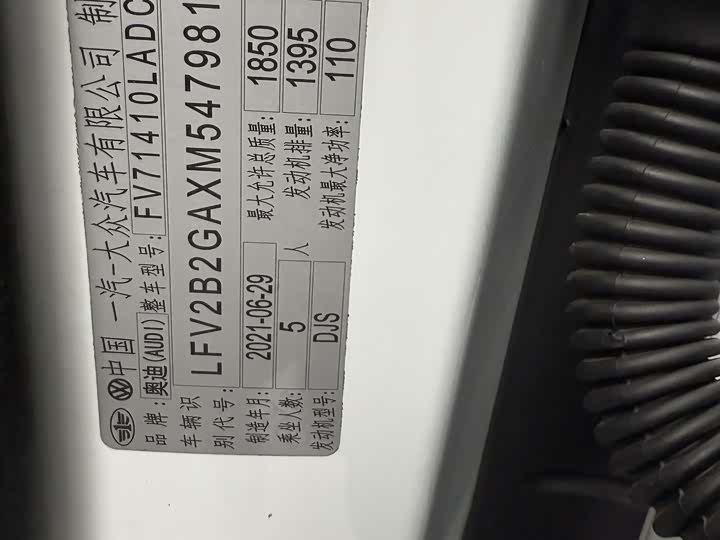 中国 一汽-大众汽车有限公司 制
品牌: 奥迪(AUDI) 整车型号: FV71410LADC
车辆识别代号: LFV2B2GAXM547981
制造年月: 2021-06-29 最大允许总质量: 1850
乘坐人数: 5 人 发动机排量: 1395
发动机型号: DJS 发动机最大净功率: 110